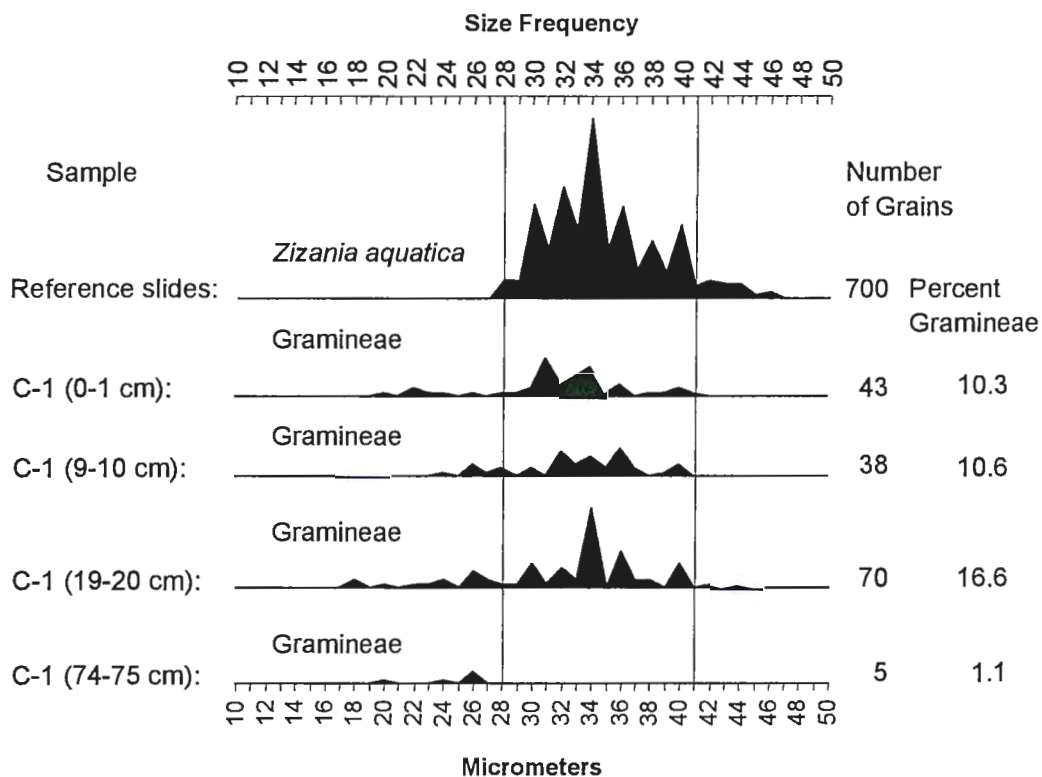 Size Frequency
10 12 14 16 18 20 22 24 26 28 30 32 34 36 38 40 42 44 46 48 50
Sample
Number
of Grains
Zizania aquatica
Reference slides:
700
Percent
Gramineae
Gramineae
C-1 (0-1 cm):
43
10.3
Gramineae
C-1 (9-10 cm):
38
10.6
Gramineae
C-1 (19-20 cm):
70
16.6
Gramineae
C-1 (74-75 cm):
5
1.1
10 12 14 16 18 20 22 24 26 28 30 32 34 36 38 40 42 44 46 48 50
Micrometers